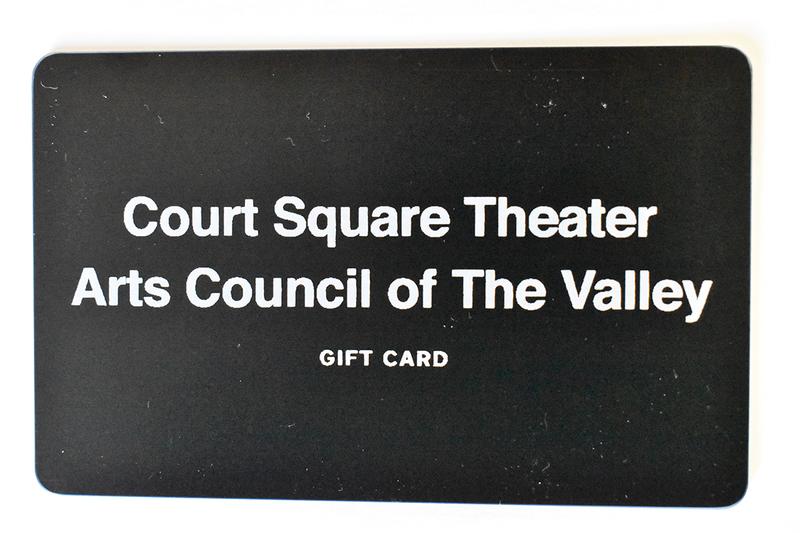 Court Square Theater
Arts Council of The Valley
GIFT CARD